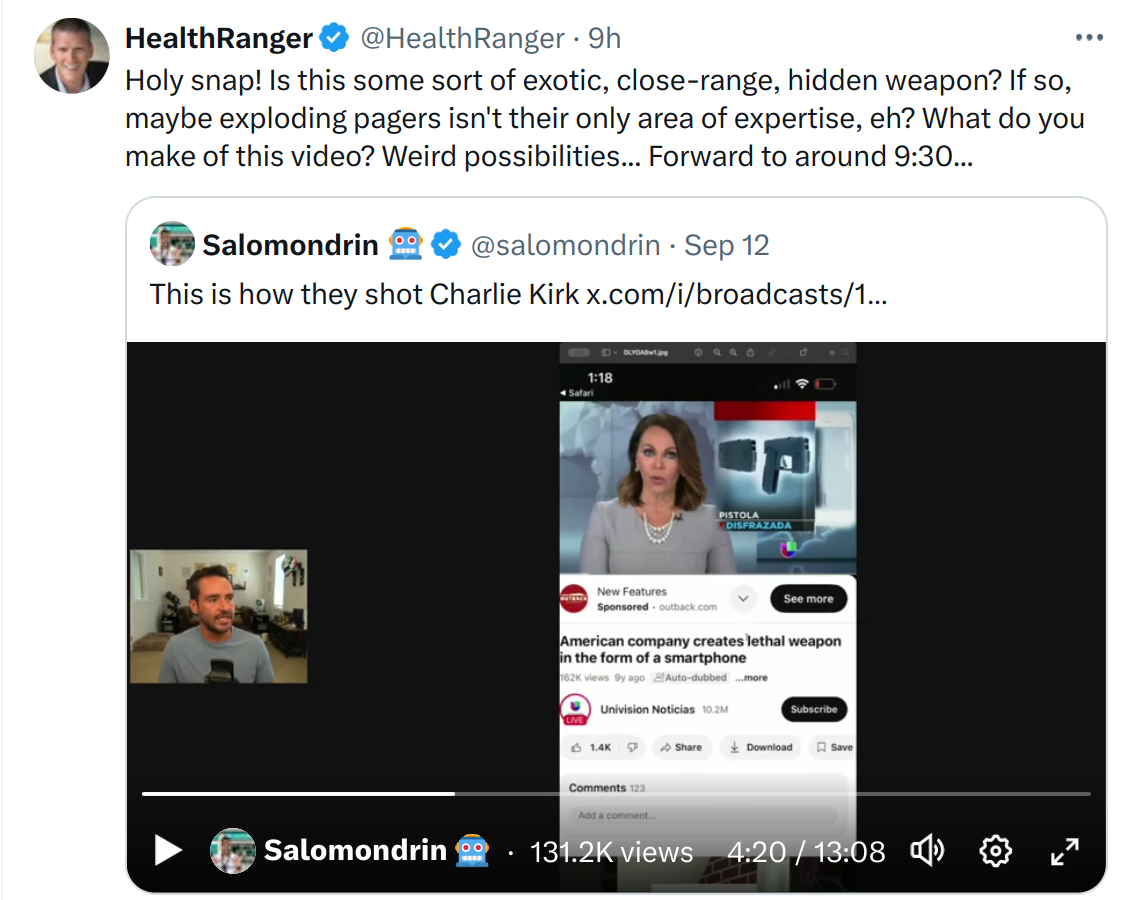 HealthRanger @HealthRanger · 9h
Holy snap! Is this some sort of exotic, close-range, hidden weapon? If so,
maybe exploding pagers isn't their only area of expertise, eh? What do you
make of this video? Weird possibilities... Forward to around 9:30...
Salomondrin 🤖 @salomondrin · Sep 12
This is how they shot Charlie Kirk x.com/i/broadcasts/1...
1:18
Safari
PISTOLA
DISFRAZADA
OUTBACK
New Features
Sponsored · outback.com
See more
American company creates lethal weapon
in the form of a smartphone
162K views 9y ago Auto-dubbed ...more
LIVE
Univision Noticias 10.2M
Subscribe
1.4K Share Download Save
Comments 123
Add a comment...
Salomondrin 🤖 · 131.2K views 4:20 / 13:08